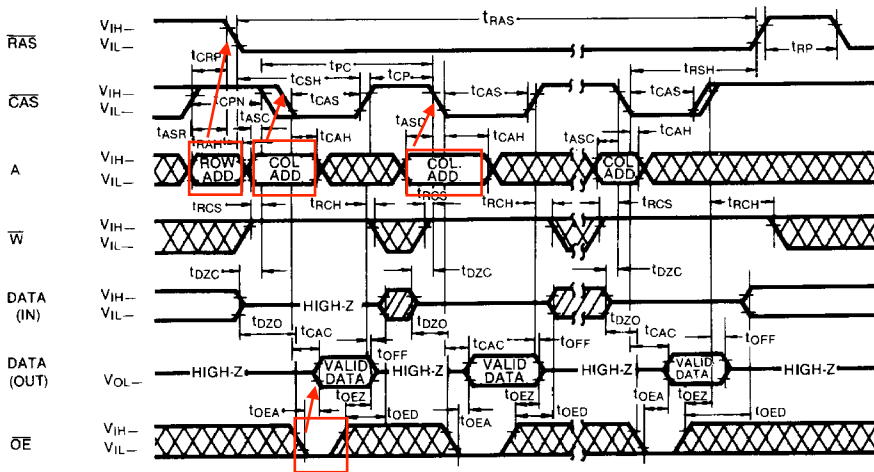 tRAS
RAS
VIH
VIL
tCRP
tPC
tRP
tCSH
tCP
tRSH
CAS
VIH
VIL
tCPN
tCAS
tCAS
tCAS
tASR
tASC
tASC
tRAH
tCAH
tCAH
tASC
tCAH
A
VIH
VIL
ROW ADD.
COL ADD.
COL. ADD.
COL ADD.
tRCS
tRCH
tRCS
tRCH
tRCS
tRCH
W
VIH
VIL
tDZC
tDZC
tDZC
DATA (IN)
VIH
VIL
HIGH-Z
tDZO
tCAC
tDZO
tDZO
tOFF
tCAC
tOFF
tCAC
tOFF
DATA (OUT)
VOL
HIGH-Z
VALID DATA
HIGH-Z
VALID DATA
HIGH-Z
VALID DATA
HIGH-Z
tOEA
tOEZ
tOED
tOEA
tOEZ
tOED
tOEA
tOEZ
tOED
OE
VIH
VIL